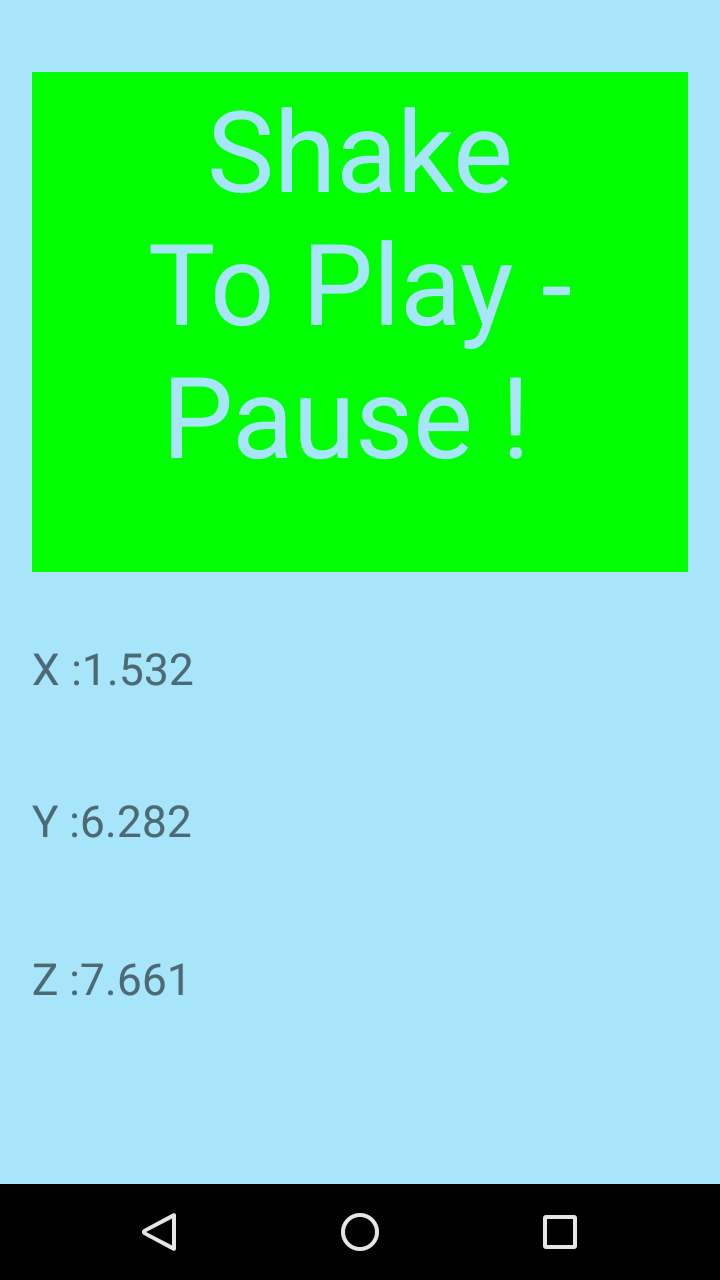 Shake
To Play -
Pause !
X :1.532
Y :6.282
Z :7.661